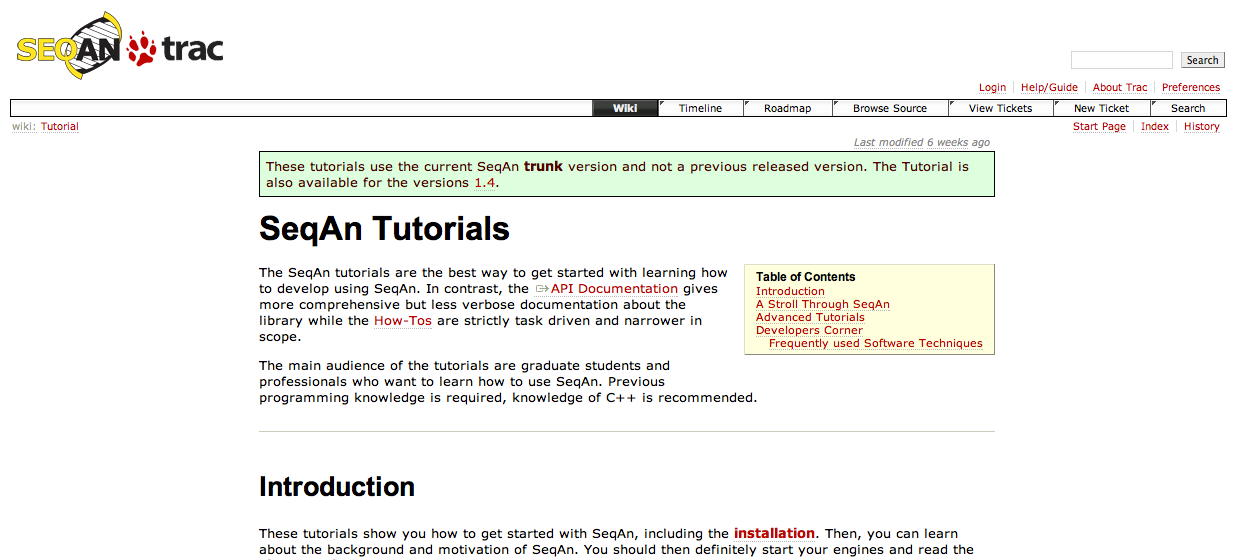 SEQAN trac
Search
Login Help/Guide About Trac Preferences
Wiki Timeline Roadmap Browse Source View Tickets New Ticket Search
wiki: Tutorial
Start Page Index History
Last modified 6 weeks ago
These tutorials use the current SeqAn trunk version and not a previous released version. The Tutorial is
also available for the versions 1.4.
SeqAn Tutorials
The SeqAn tutorials are the best way to get started with learning how
to develop using SeqAn. In contrast, the API Documentation gives
more comprehensive but less verbose documentation about the
library while the How-Tos are strictly task driven and narrower in
scope.
Table of Contents
Introduction
A Stroll Through SeqAn
Advanced Tutorials
Developers Corner
Frequently used Software Techniques
The main audience of the tutorials are graduate students and
professionals who want to learn how to use SeqAn. Previous
programming knowledge is required, knowledge of C++ is recommended.
Introduction
These tutorials show you how to get started with SeqAn, including the installation. Then, you can learn
about the background and motivation of SeqAn. You should then definitely start your engines and read the